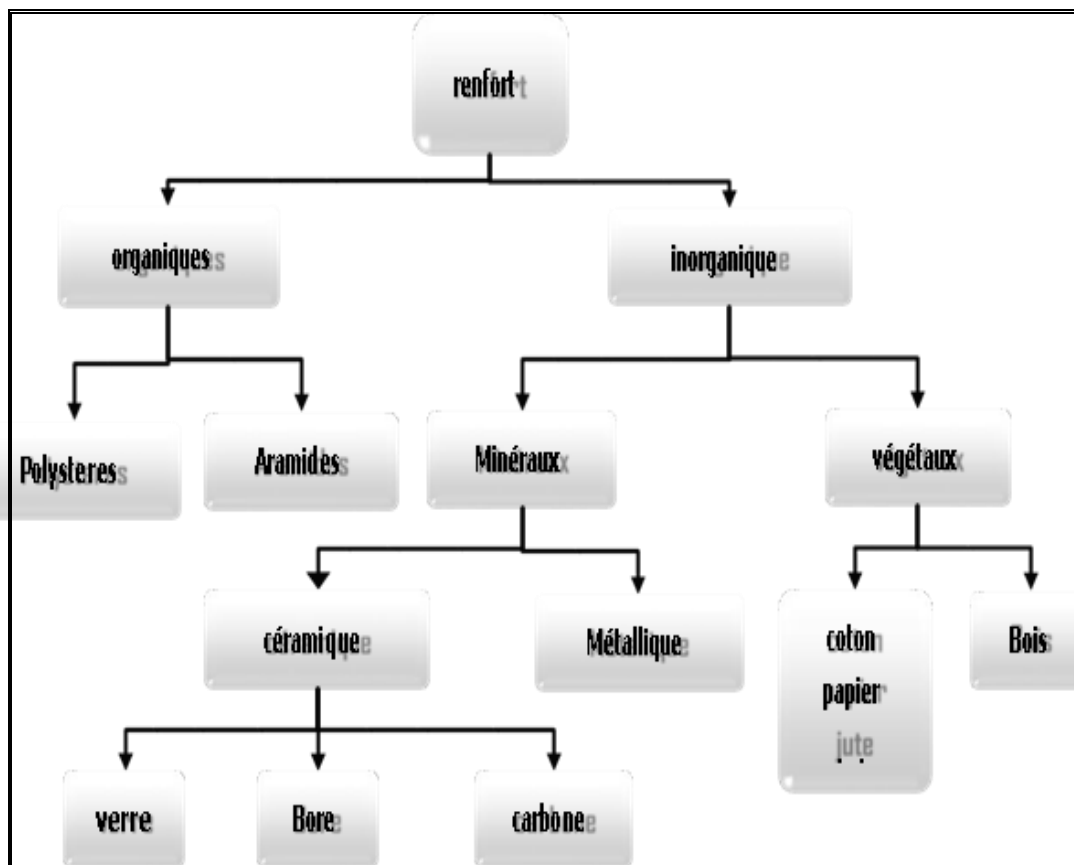 renfort
organiques
inorganique
Polysteres
Aramides
Minéraux
végétaux
céramique
Métallique
coton
papier
jute
Bois
verre
Bore
carbone